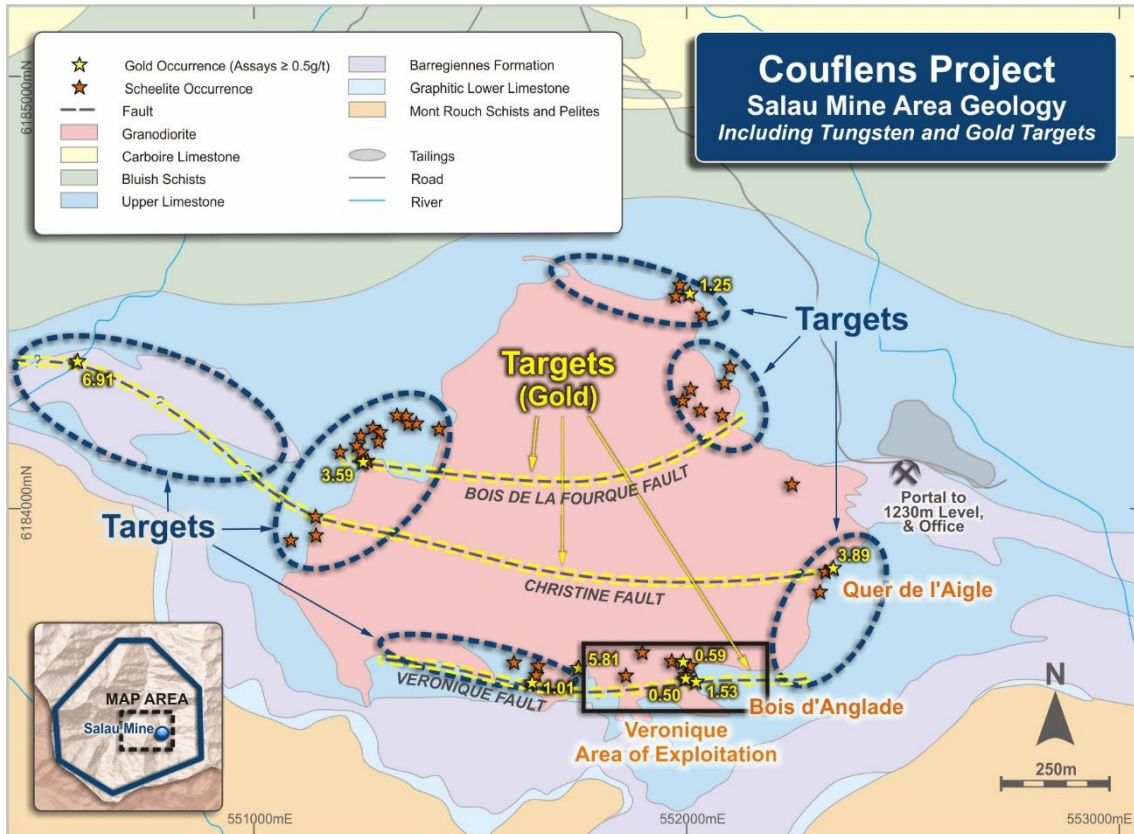 Couflens Project
Salau Mine Area Geology
Including Tungsten and Gold Targets
Gold Occurrence (Assays ≥ 0.5g/t)
Scheelite Occurrence
Fault
Granodiorite
Carboire Limestone
Bluish Schists
Upper Limestone
Barregiennes Formation
Graphitic Lower Limestone
Mont Rouch Schists and Pelites
Tailings
Road
River
6185000mN
6184000mN
1.25
Targets
Targets
(Gold)
?
6.91
?
?
3.59
BOIS DE LA FOURQUE FAULT
Portal to
1230m Level,
& Office
Targets
3.89
CHRISTINE FAULT
Quer de l'Aigle
5.81
0.59
VERONIQUE FAULT
1.01
0.50
1.53
Bois d'Anglade
Veronique
Area of Exploitation
MAP AREA
Salau Mine
N
250m
551000mE
552000mE
553000mE